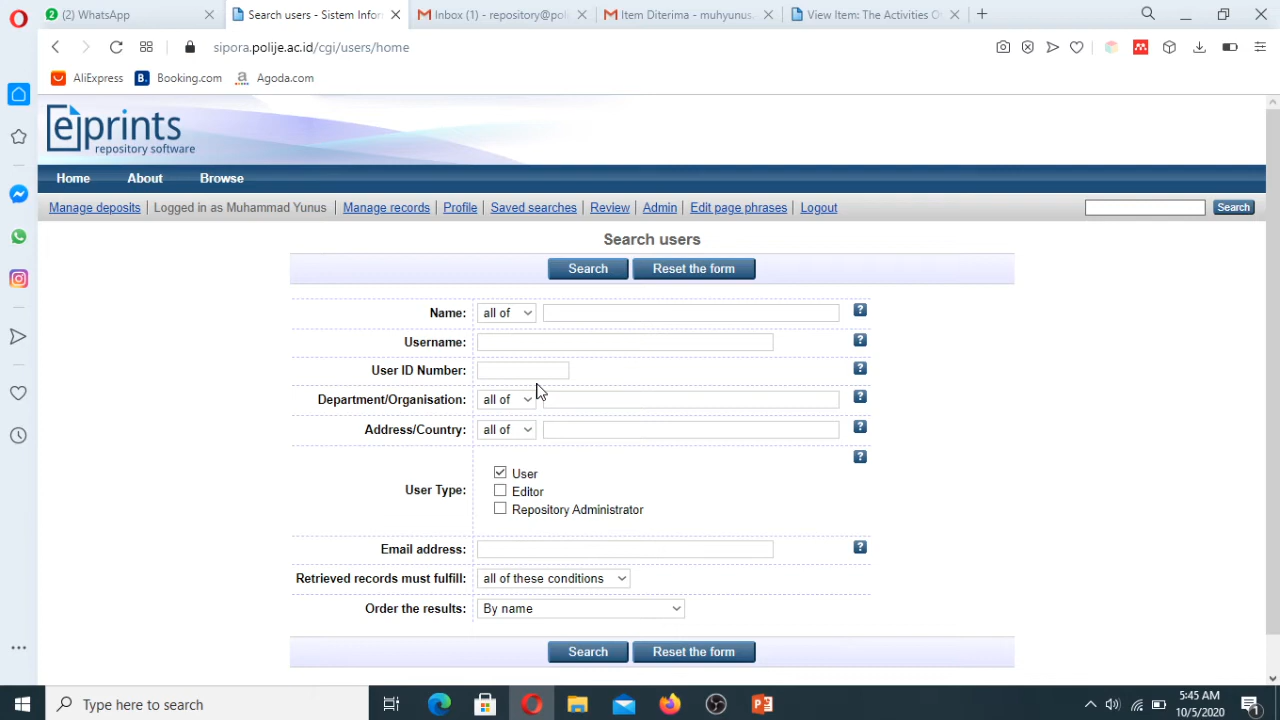 (2) WhatsApp
Search users - Sistem Infor
Inbox (1) - repository@poli
Item Diterima - muhyunus.
View Item: The Activities O
sipora.polije.ac.id/cgi/users/home
AliExpress
Booking.com
Agoda.com
eprints
repository software
Home About Browse
Manage deposits Logged in as Muhammad Yunus Manage records Profile Saved searches Review Admin Edit page phrases Logout Search
Search users
Search Reset the form
Name: all of ?
Username: ?
User ID Number: ?
Department/Organisation: all of ?
Address/Country: all of ?
?
User
User Type: Editor
Repository Administrator
Email address: ?
Retrieved records must fulfill: all of these conditions
Order the results: By name
Search Reset the form
Type here to search
5:45 AM
10/5/2020